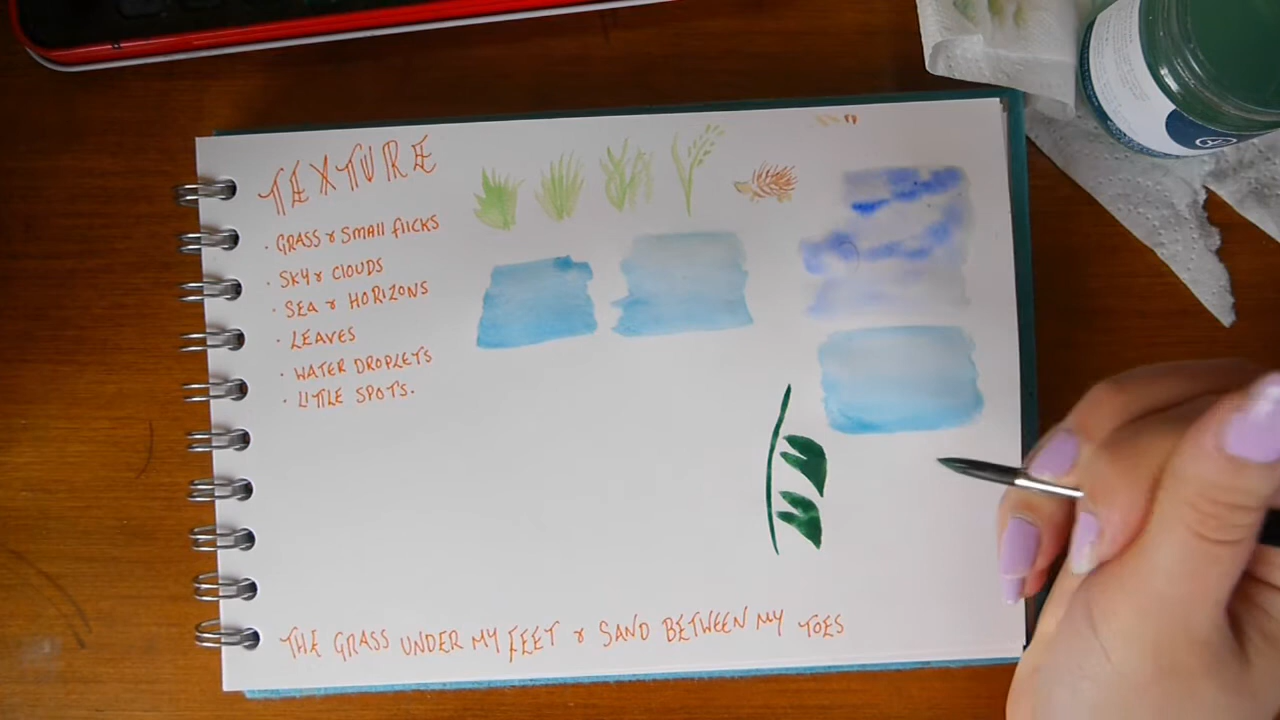 TEXTURE
· GRASS & SMALL FLICKS
· SKY & CLOUDS
· SEA & HORIZONS
· LEAVES
· WATER DROPLETS
· LITTLE SPOTS.
THE GRASS UNDER MY FEET & SAND BETWEEN MY TOES